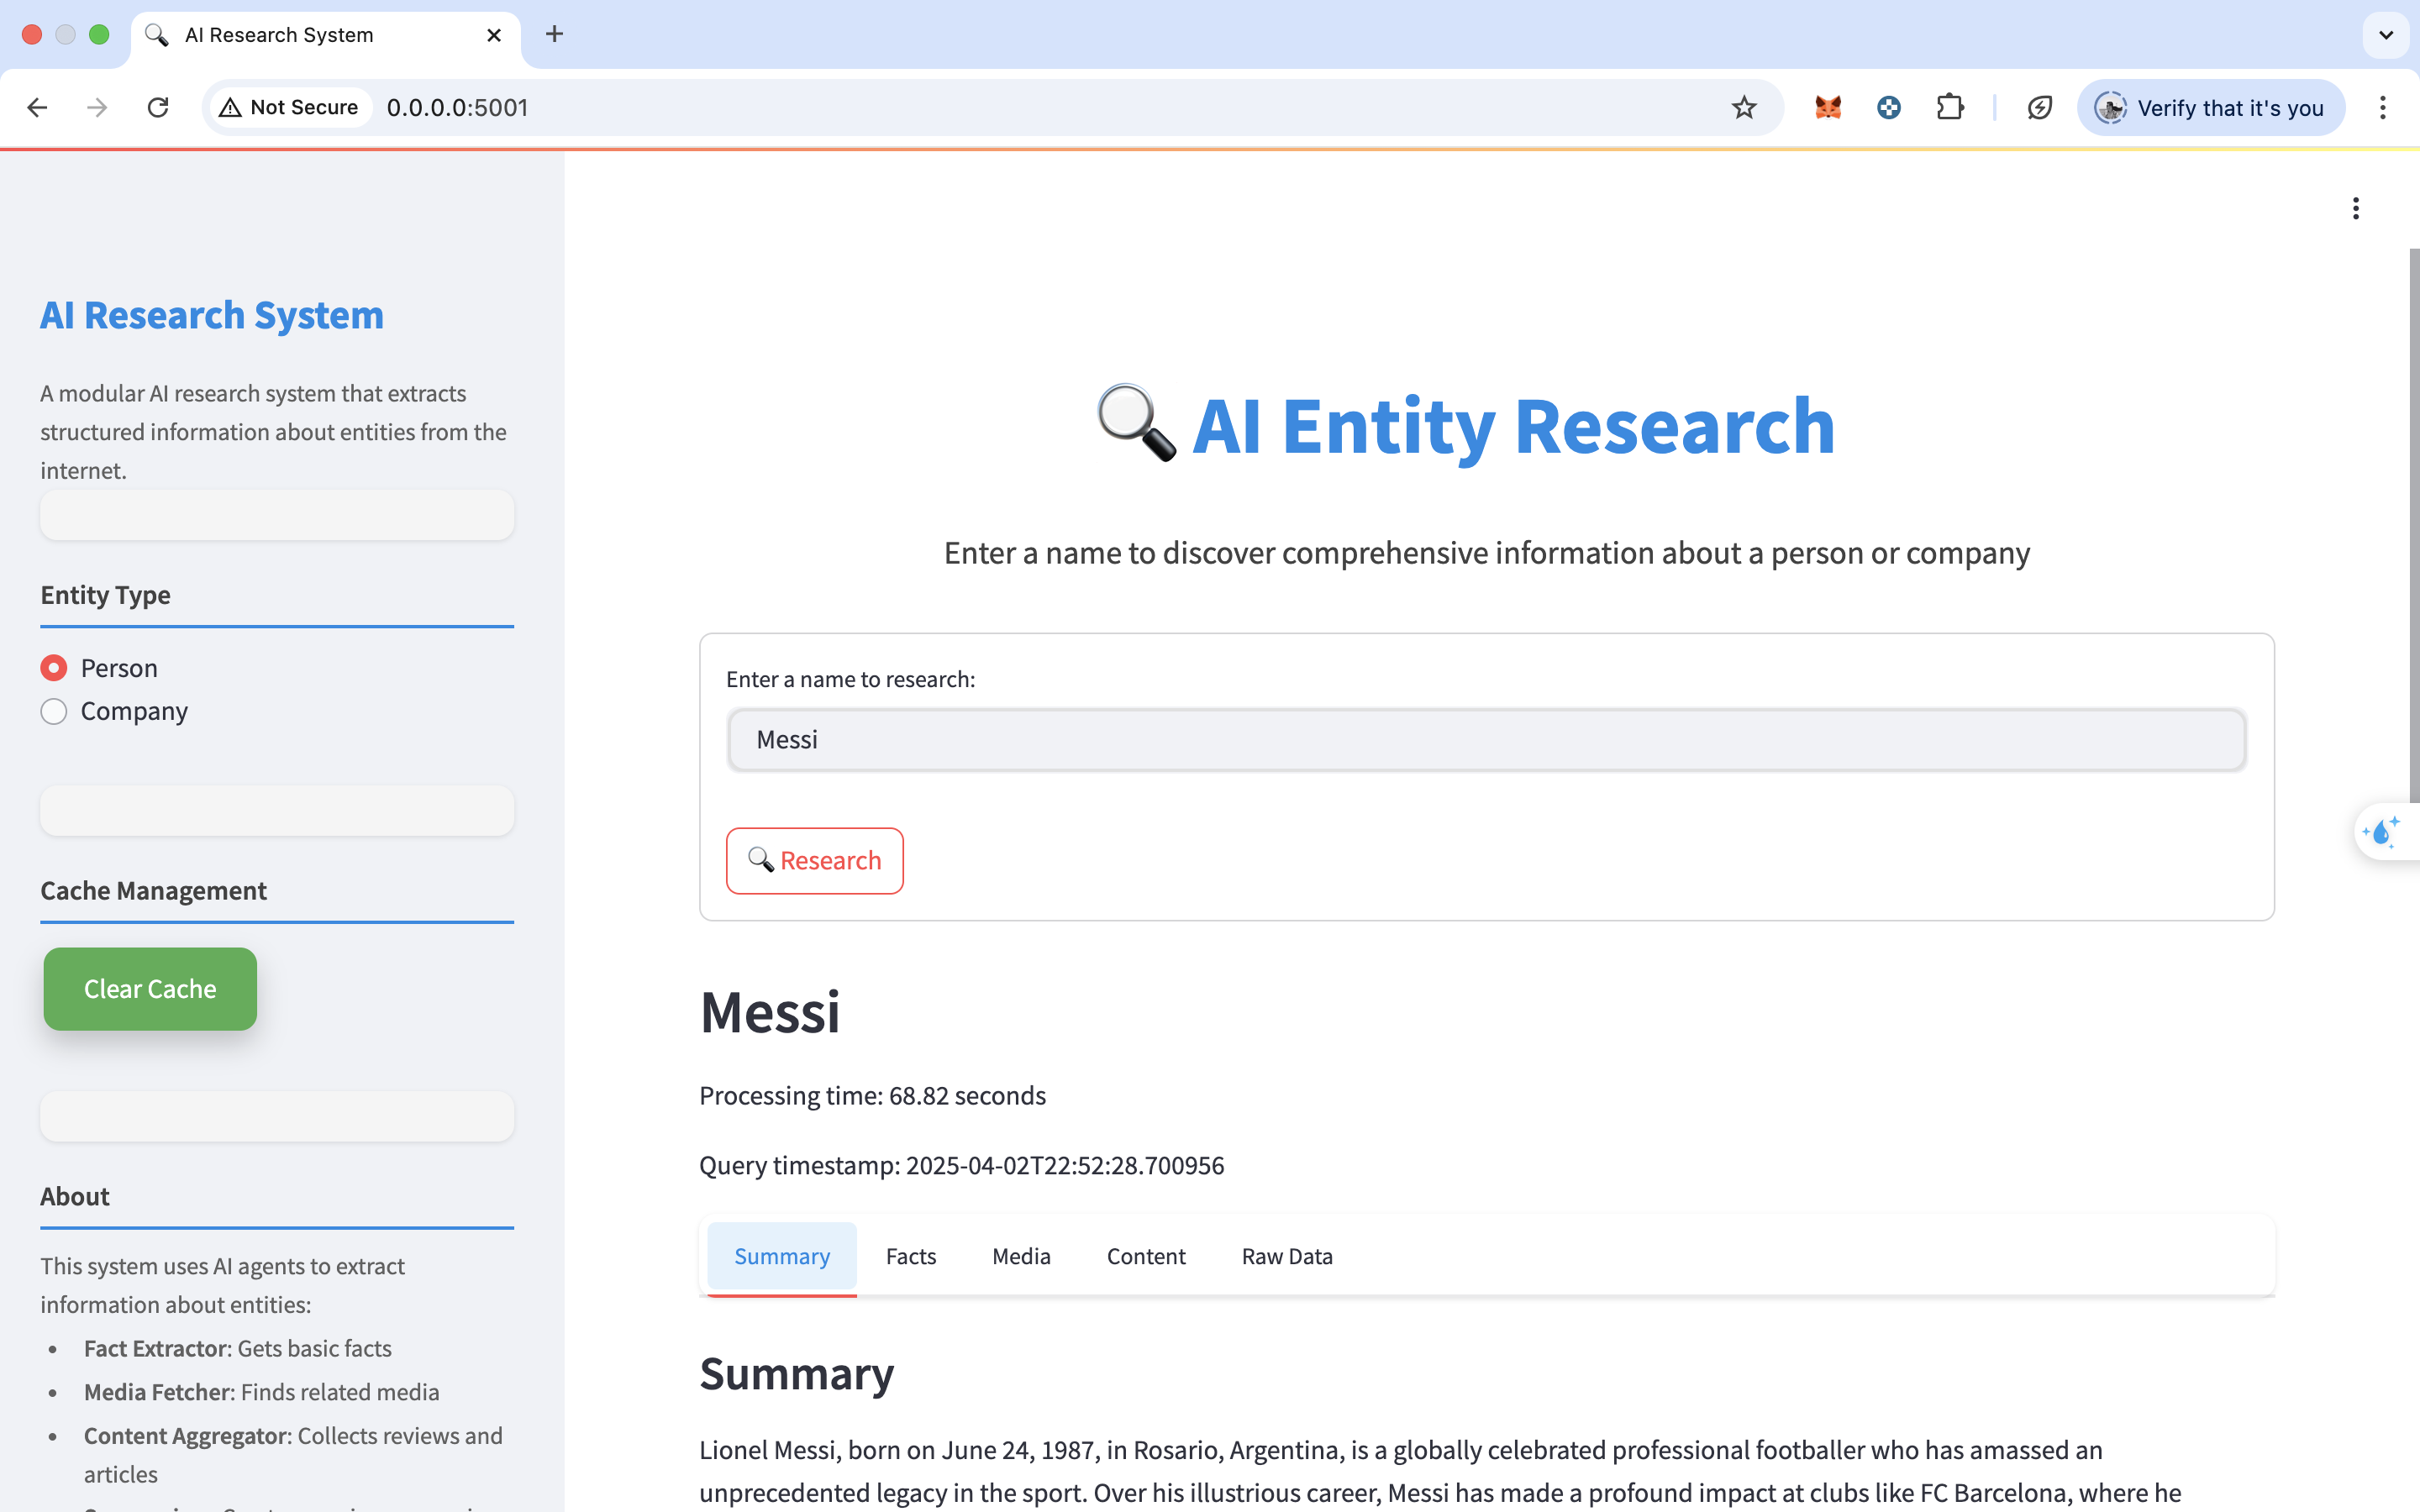 AI Research System
Not Secure
0.0.0.0:5001
Verify that it's you
AI Research System
A modular AI research system that extracts
structured information about entities from the
internet.
Entity Type
Person
Company
Cache Management
Clear Cache
About
This system uses AI agents to extract
information about entities:
• Fact Extractor: Gets basic facts
• Media Fetcher: Finds related media
• Content Aggregator: Collects reviews and
articles
AI Entity Research
Enter a name to discover comprehensive information about a person or company
Enter a name to research:
Messi
Research
Messi
Processing time: 68.82 seconds
Query timestamp: 2025-04-02T22:52:28.700956
Summary
Facts
Media
Content
Raw Data
Summary
Lionel Messi, born on June 24, 1987, in Rosario, Argentina, is a globally celebrated professional footballer who has amassed an
unprecedented legacy in the sport. Over his illustrious career, Messi has made a profound impact at clubs like FC Barcelona, where he